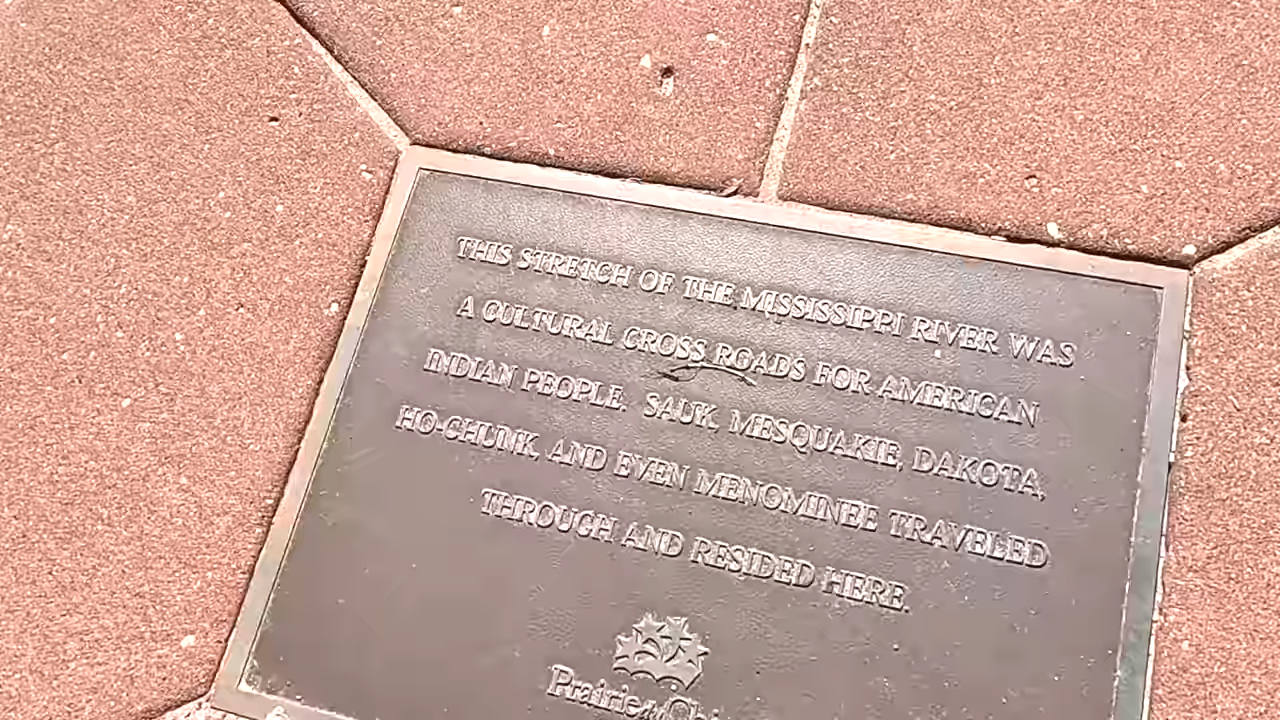 THIS STRETCH OF THE MISSISSIPPI RIVER WAS
A CULTURAL CROSS ROADS FOR AMERICAN
INDIAN PEOPLE. SAUK, MESQUAKIE, DAKOTA,
HO-CHUNK, AND EVEN MENOMINEE TRAVELED
THROUGH AND RESIDED HERE.
Prairie